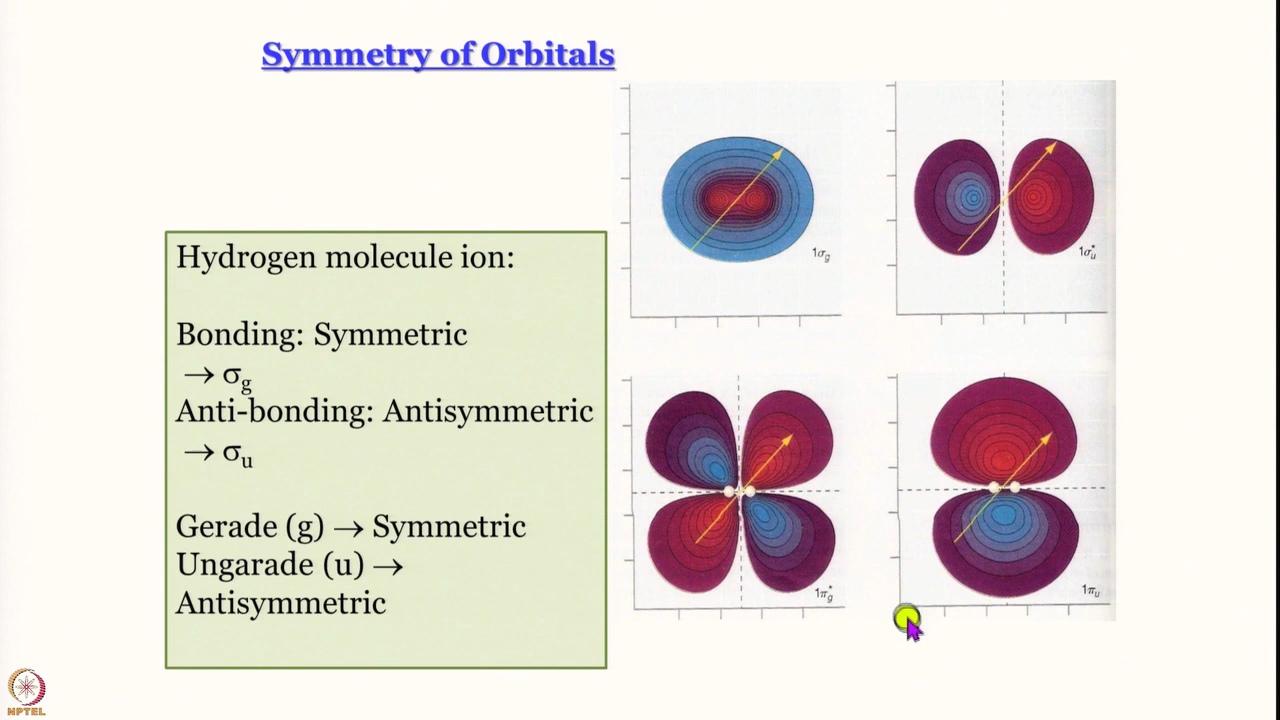 Symmetry of Orbitals
Hydrogen molecule ion:
Bonding: Symmetric
→ σg
Anti-bonding: Antisymmetric
→ σu
Gerade (g) → Symmetric
Ungarade (u) →
Antisymmetric
1σg
1σu*
1πg*
1πu
NPTEL